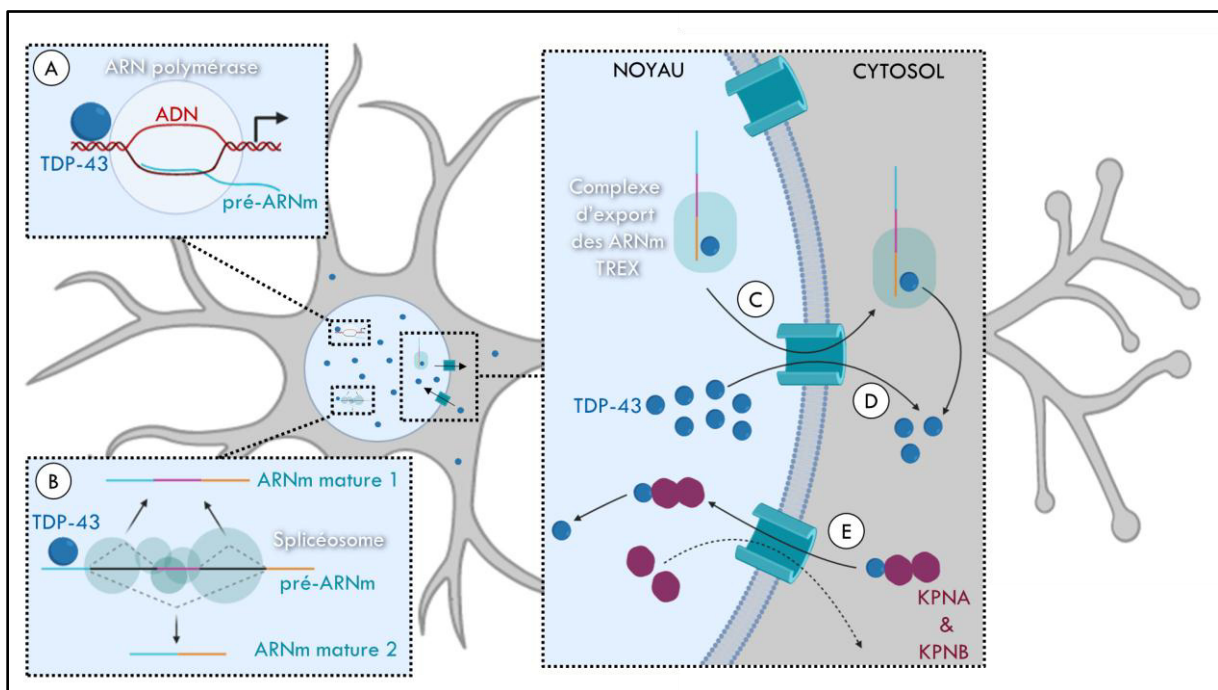 A
ARN polymérase
ADN
TDP-43
pré-ARNm
B
ARNm mature 1
TDP-43
Splicéosome
pré-ARNm
ARNm mature 2
NOYAU
CYTOSOL
Complexe
d'export
des ARNm
TREX
C
TDP-43
D
E
KPNA
&
KPNB